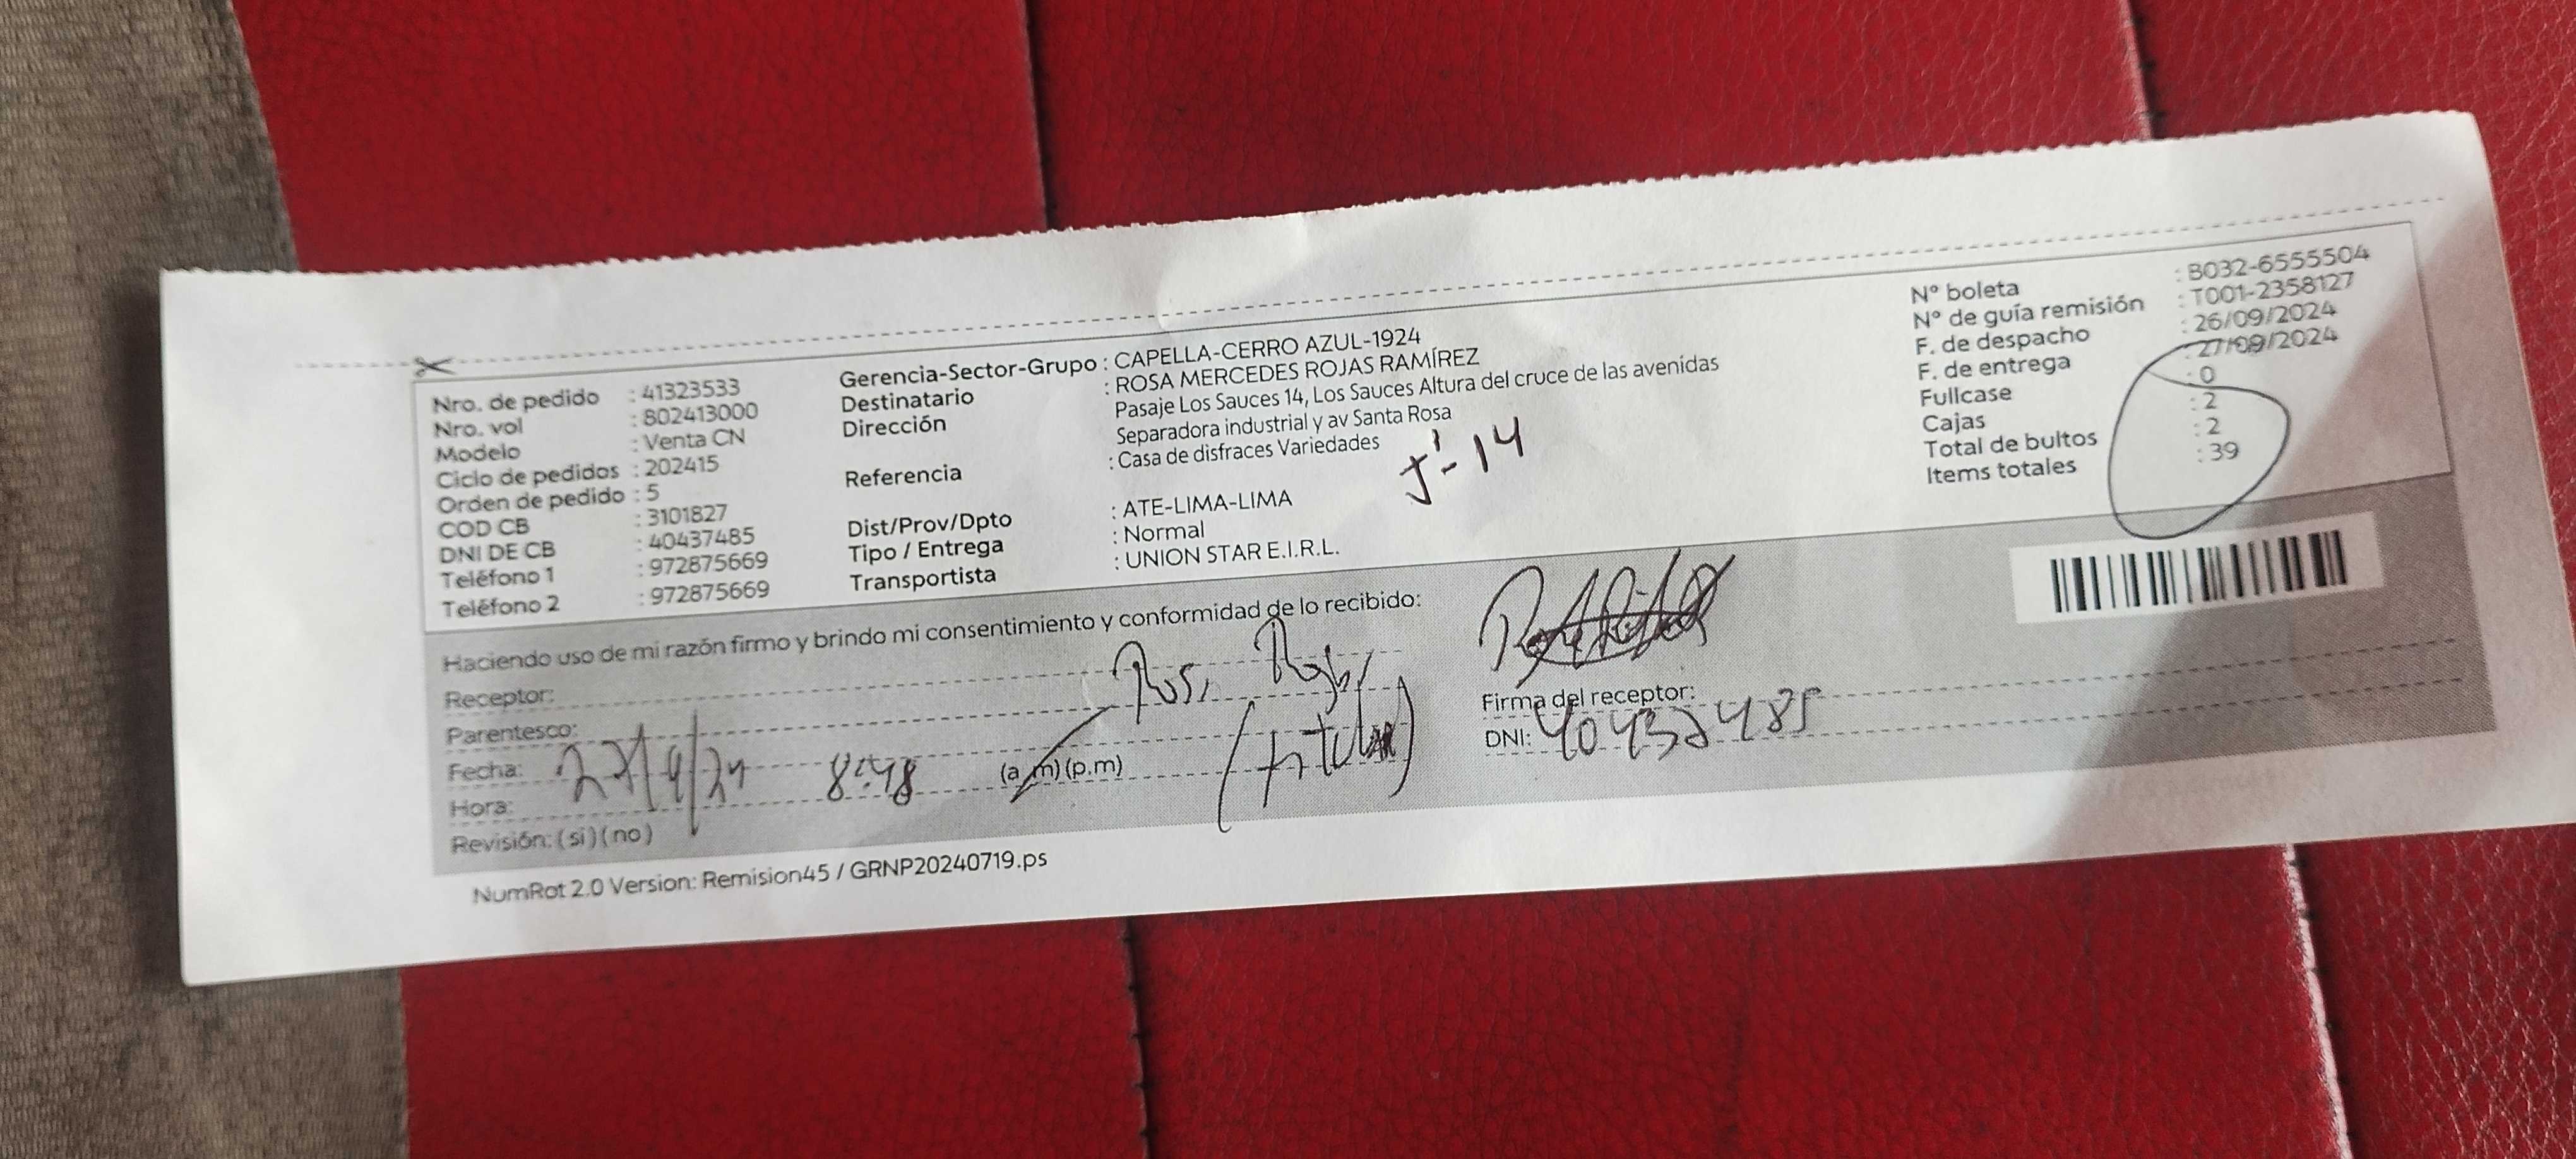 Nro. de pedido : 41323533
Nro. vol : 802413000
Modelo : Venta CN
Ciclo de pedidos : 202415
Orden de pedido : 5
COD CB : 3101827
DNI DE CB : 40437485
Teléfono 1 : 972875669
Teléfono 2 : 972875669
Gerencia-Sector-Grupo : CAPELLA-CERRO AZUL-1924
Destinatario : ROSA MERCEDES ROJAS RAMÍREZ
Dirección Pasaje Los Sauces 14, Los Sauces Altura del cruce de las avenidas
Separadora industrial y av Santa Rosa
Referencia : Casa de disfraces Variedades
J'-14
Dist/Prov/Dpto : ATE-LIMA-LIMA
Tipo / Entrega : Normal
Transportista : UNION STAR E.I.R.L.
N° boleta : B032-6555504
N° de guía remisión : T001-2358127
F. de despacho : 26/09/2024
F. de entrega : 27/09/2024
Fullcase : 0
Cajas : 2
Total de bultos : 2
Items totales : 39
Haciendo uso de mi razón firmo y brindo mi consentimiento y conformidad de lo recibido:
Receptor: Rosa Rojas
Parentesco: (titular)
Fecha: 27/9/24
Hora: 8:48 (a.m) (p.m)
Revisión: (si) (no)
Firma del receptor:
DNI: 40437485
NumRot 2.0 Version: Remision45 / GRNP20240719.ps